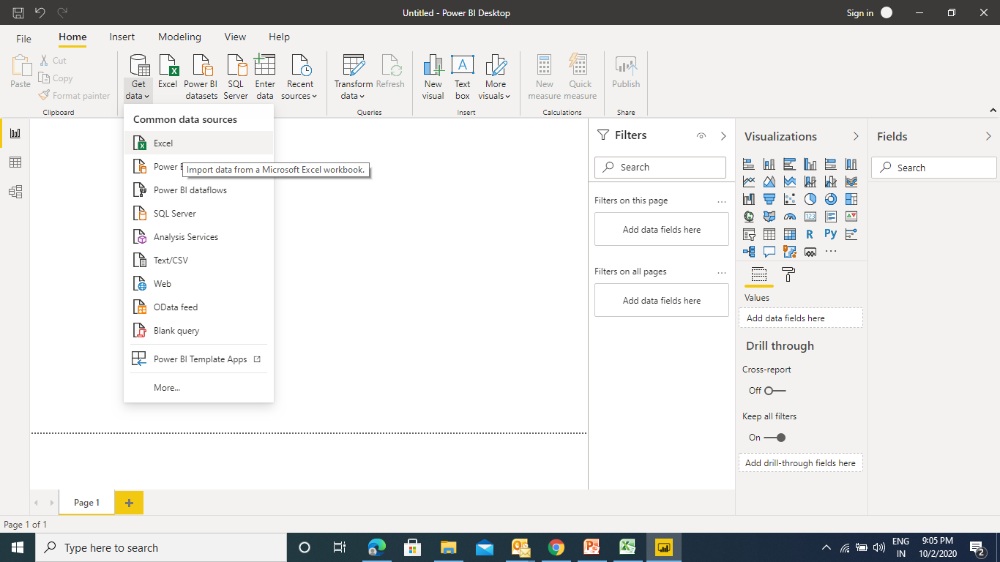 Untitled - Power BI Desktop
Sign in
File
Home
Insert
Modeling
View
Help
Paste
Cut
Copy
Format painter
Clipboard
Get data
Excel
Power BI datasets
SQL Server
Enter data
Recent sources
Transform data
Refresh
Queries
New visual
Text box
More visuals
Insert
New measure
Quick measure
Calculations
Publish
Share
Common data sources
Excel
Power B
Import data from a Microsoft Excel workbook.
Power BI dataflows
SQL Server
Analysis Services
Text/CSV
Web
OData feed
Blank query
Power BI Template Apps
More...
Filters
Search
Filters on this page
...
Add data fields here
Filters on all pages
...
Add data fields here
Visualizations
123
R
Py
...
Values
Add data fields here
Drill through
Cross-report
Off
Keep all filters
On
Add drill-through fields here
Fields
Search
Page 1
Page 1 of 1
Type here to search
ENG
IN
9:05 PM
10/2/2020
2